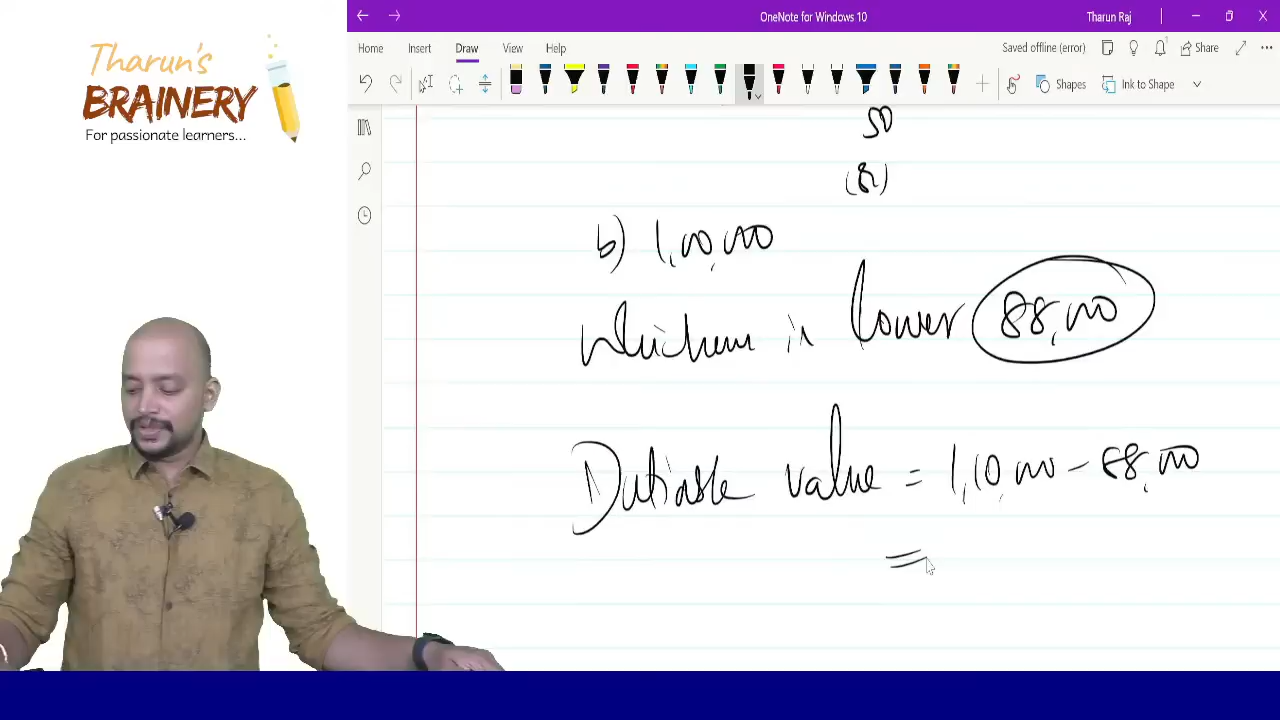 Tharun's
BRAINERY
For passionate learners...
OneNote for Windows 10
Tharun Raj
Home Insert Draw View Help
Saved offline (error)
Share
Shapes
Ink to Shape
50
b) 1,00,000
Whichever is lower 88,000
Dutiable value = 1,10,000 - 88,000
=